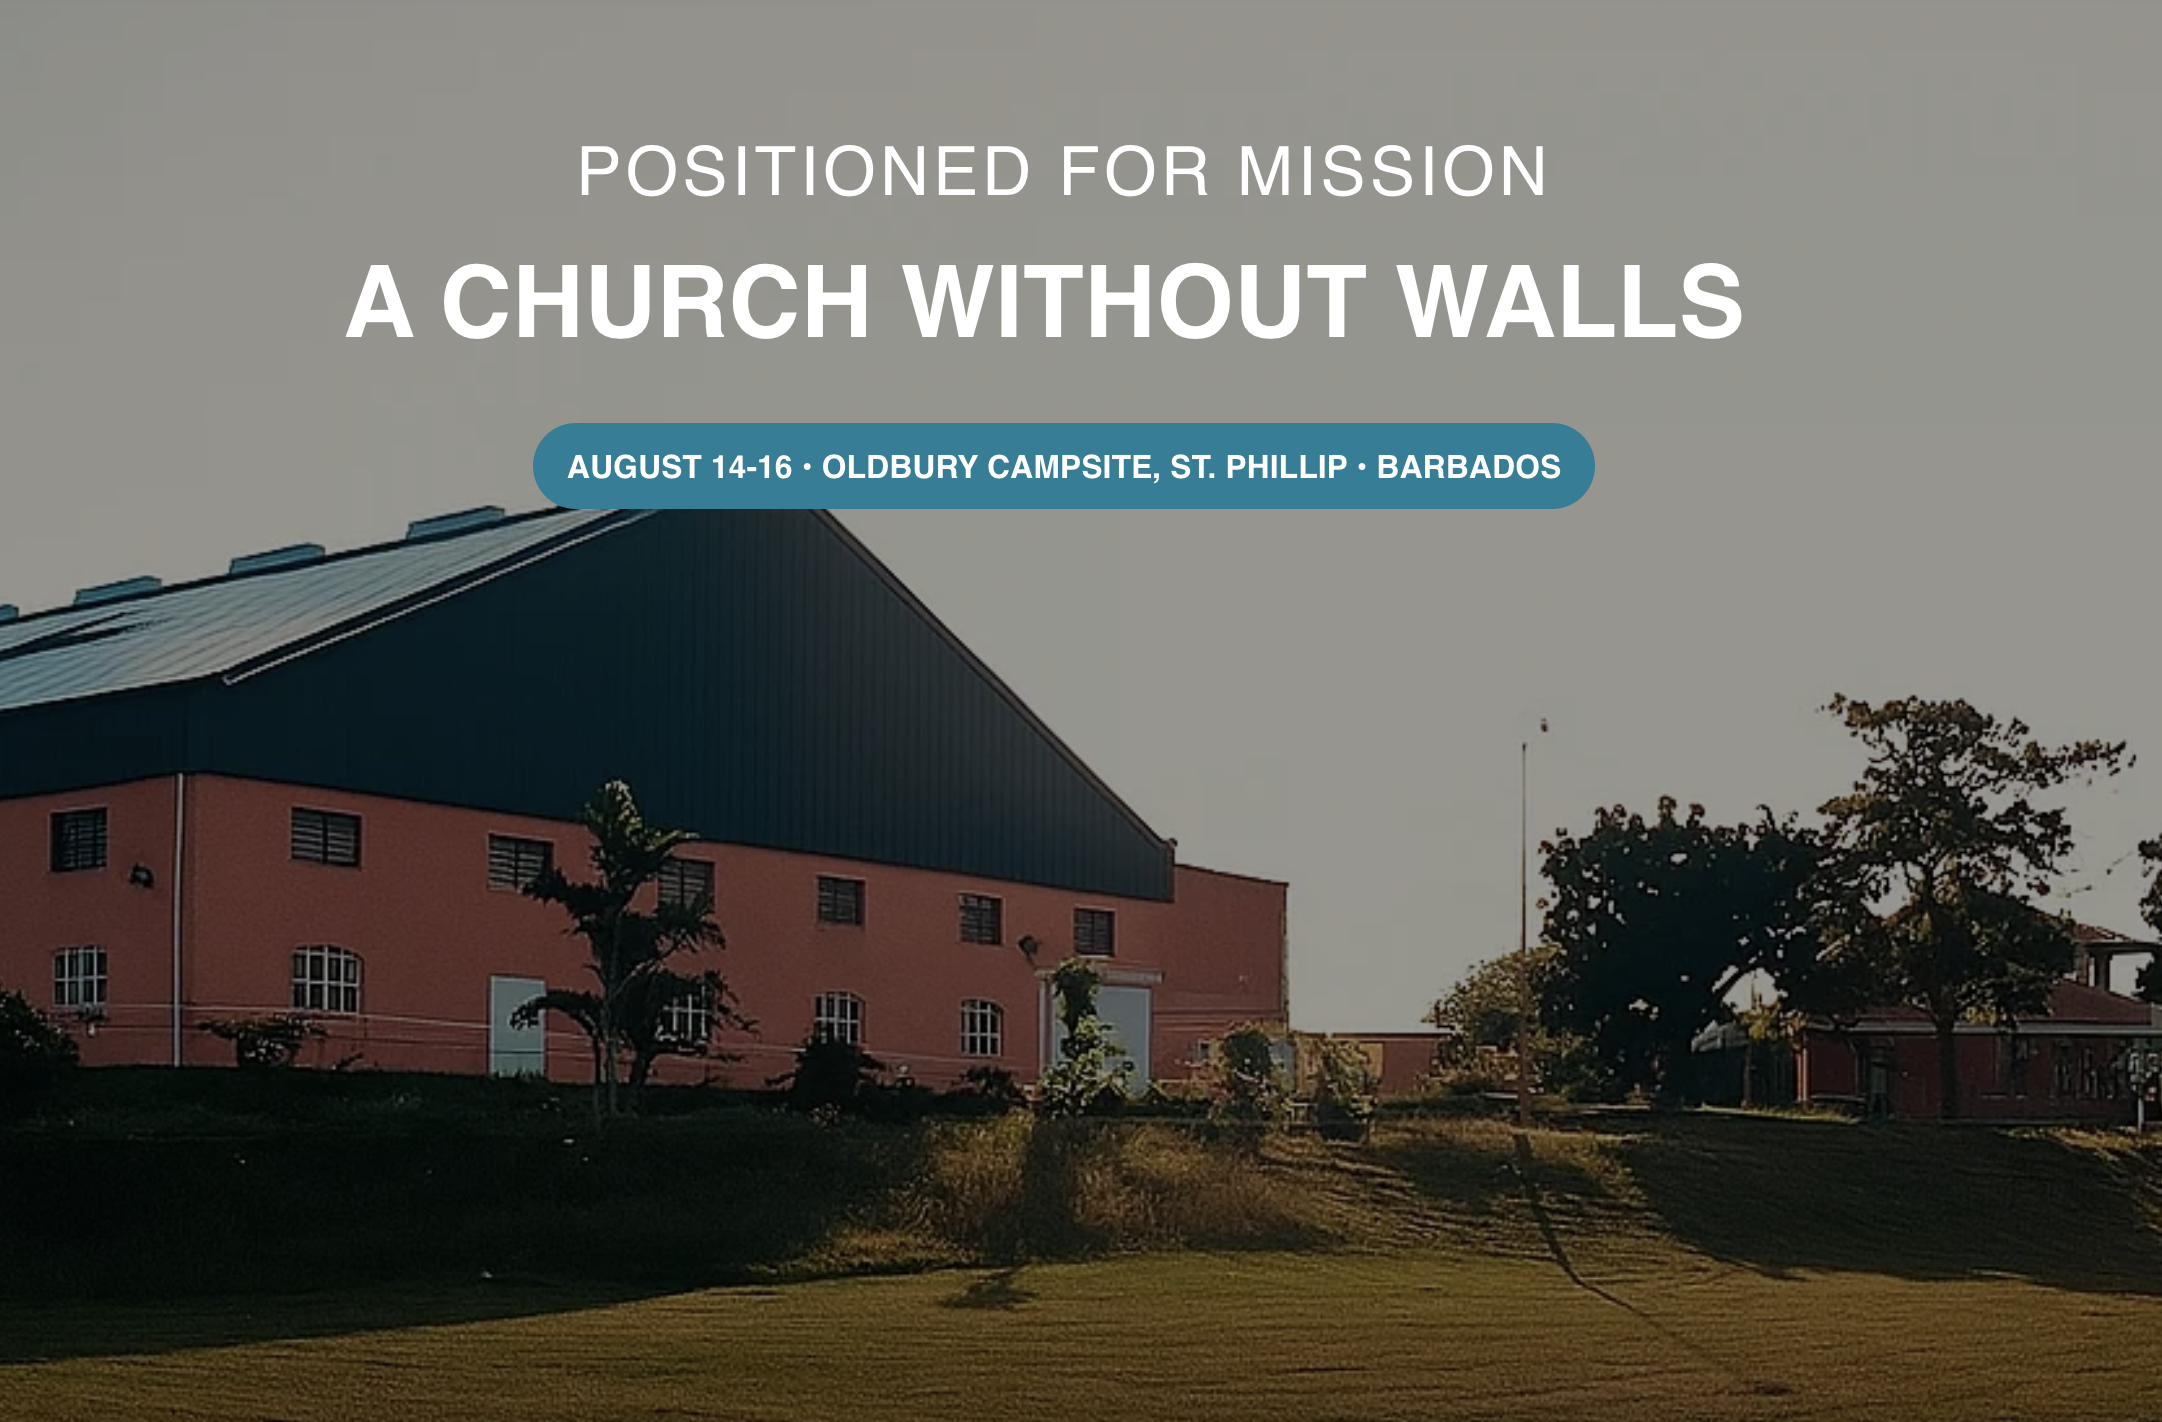 POSITIONED FOR MISSION
A CHURCH WITHOUT WALLS
AUGUST 14-16 • OLDBURY CAMPSITE, ST. PHILLIP • BARBADOS